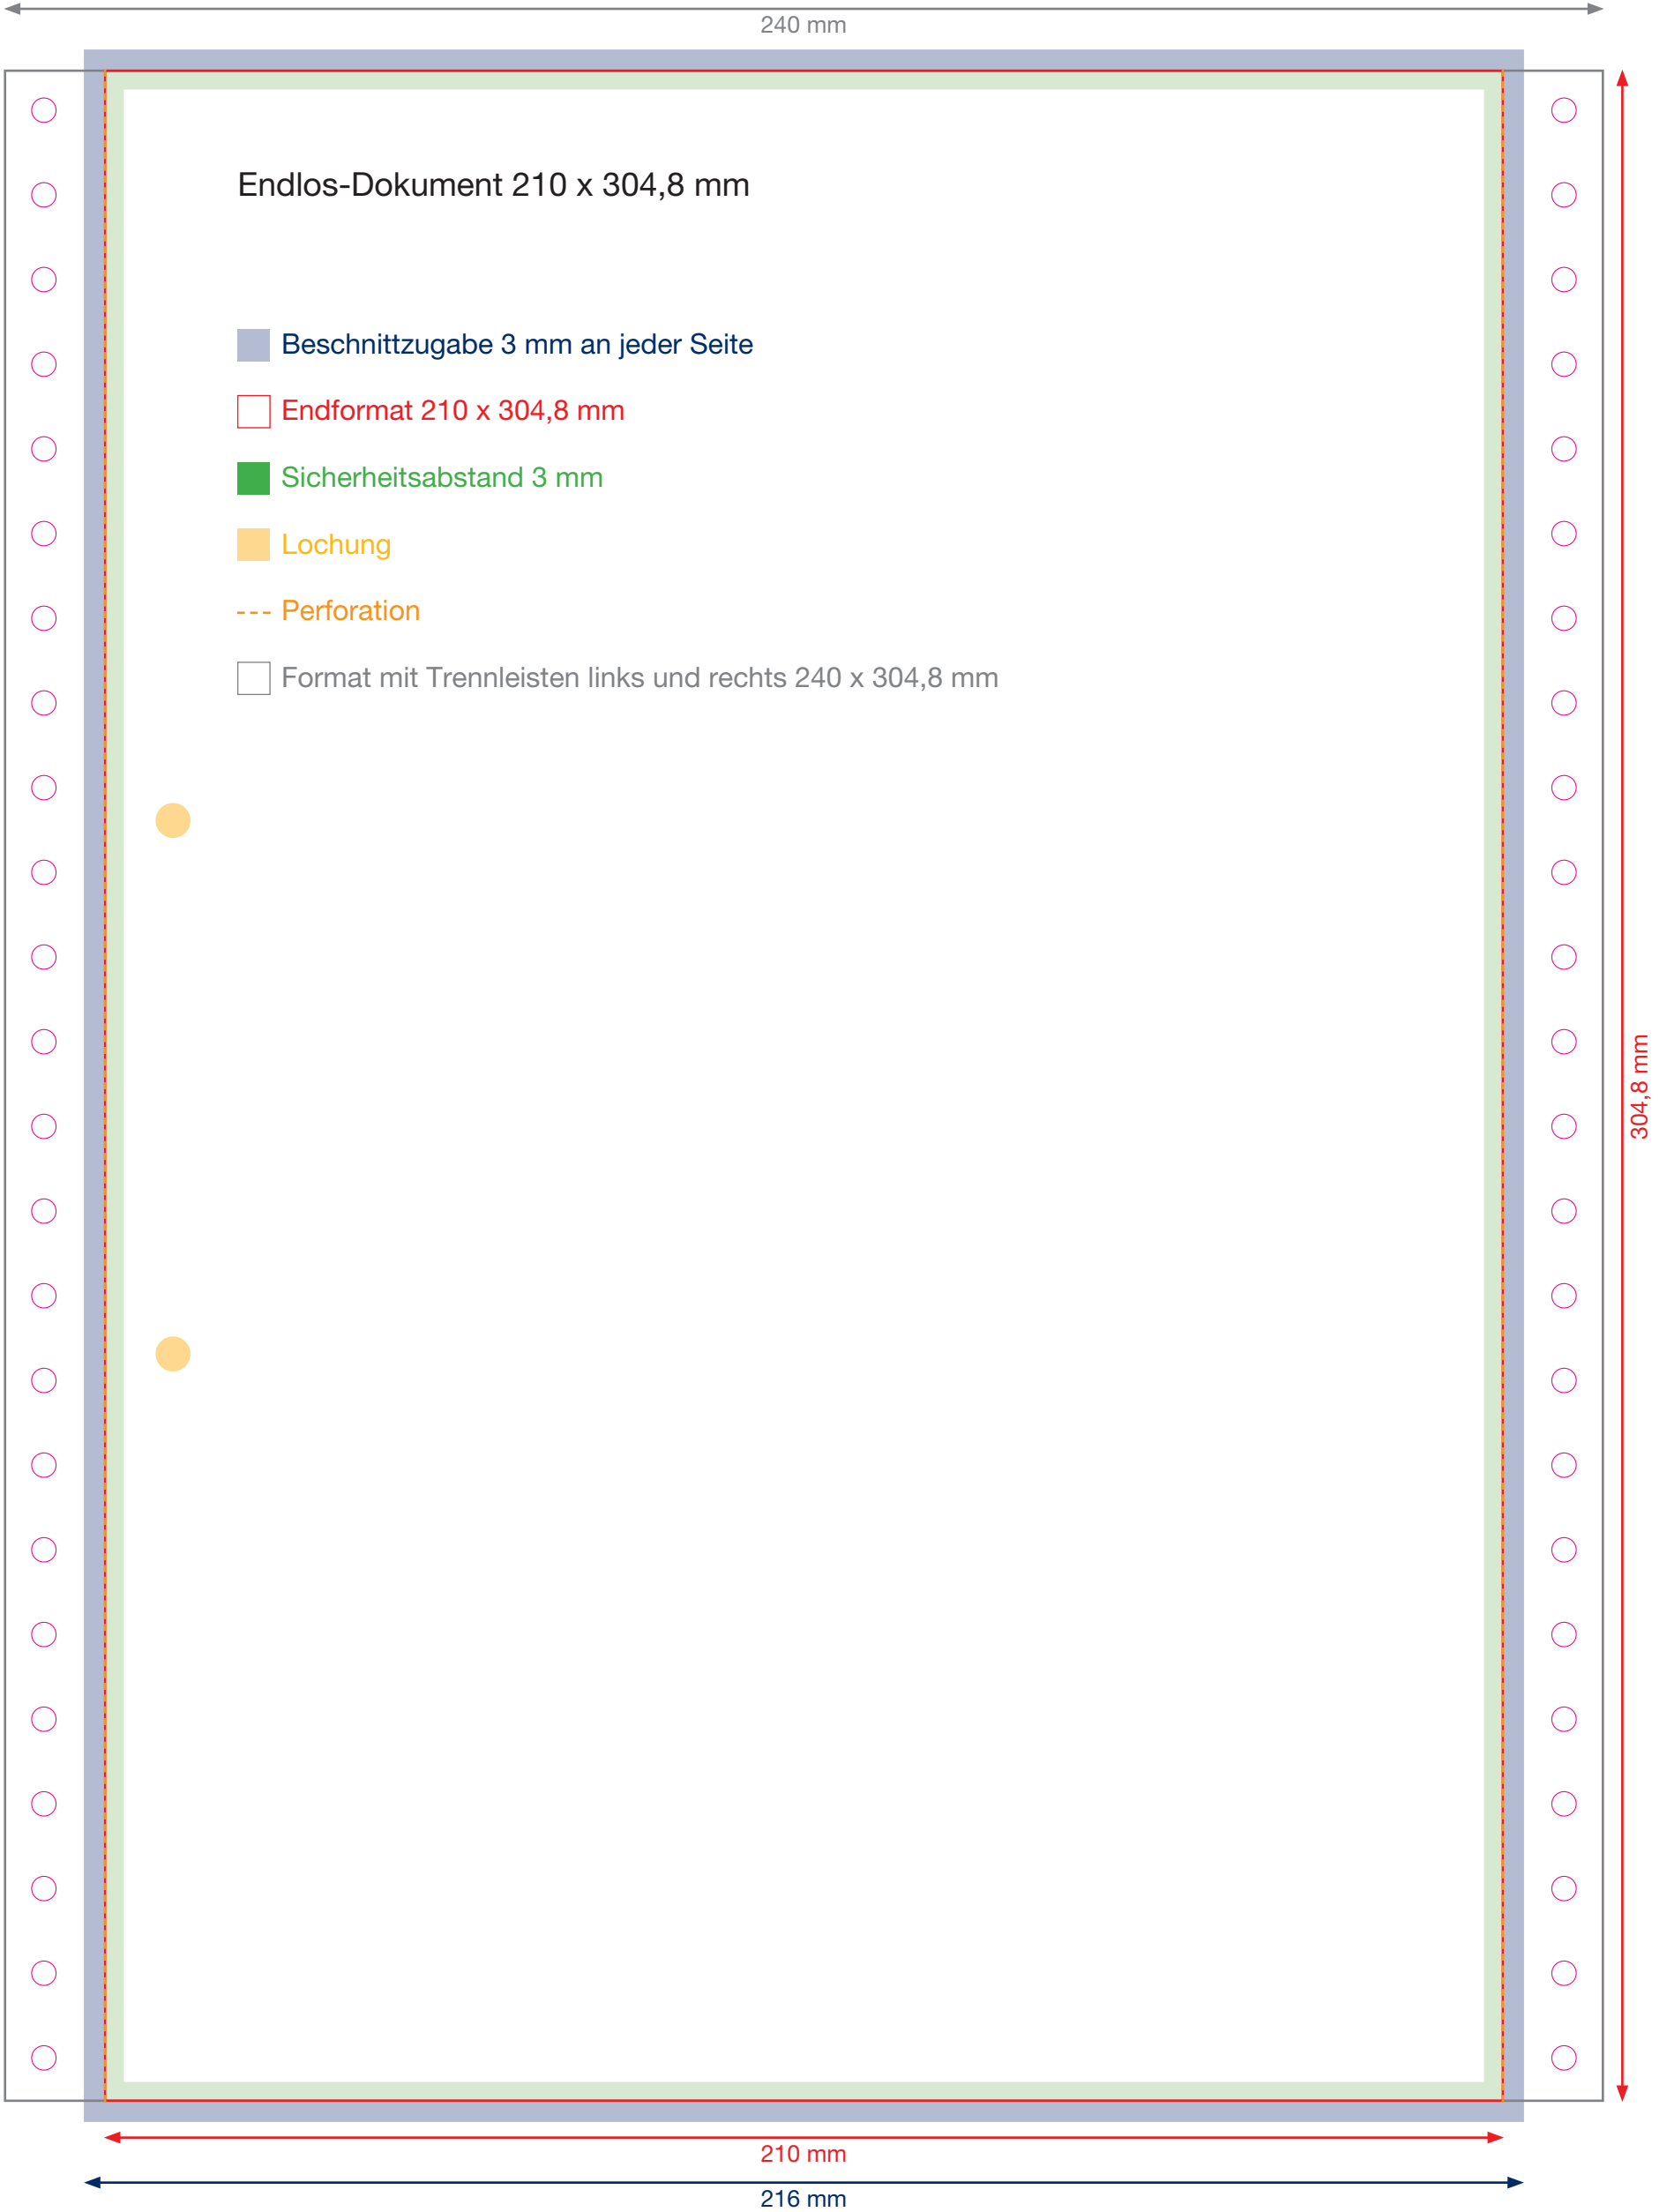 240 mm
Endlos-Dokument 210 x 304,8 mm
Beschnittzugabe 3 mm an jeder Seite
Endformat 210 x 304,8 mm
Sicherheitsabstand 3 mm
Lochung
Perforation
Format mit Trennleisten links und rechts 240 x 304,8 mm
304,8 mm
210 mm
216 mm